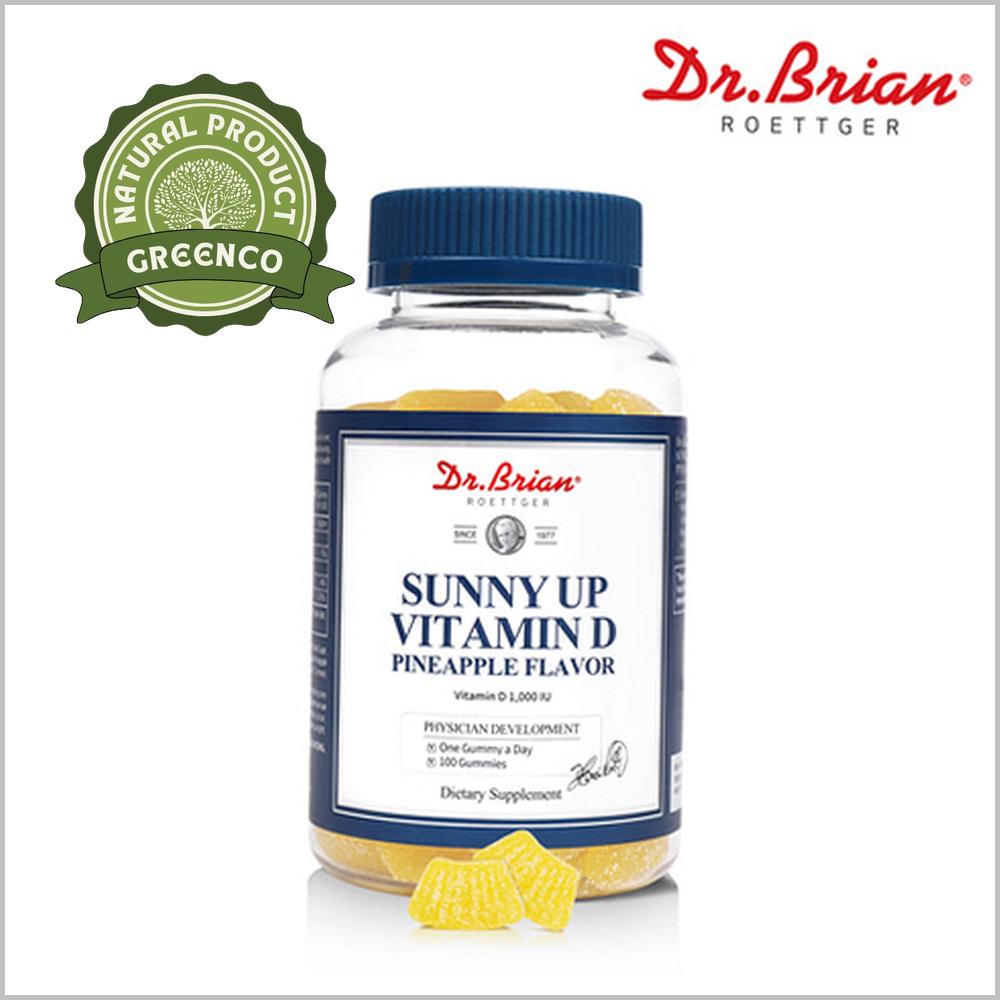 NATURAL PRODUCT
GREENCO
Dr.Brian®
ROETTGER
Dr.Brian®
ROETTGER
SINCE 1977
SUNNY UP
VITAMIN D
PINEAPPLE FLAVOR
Vitamin D 1,000 IU
PHYSICIAN DEVELOPMENT
One Gummy a Day
100 Gummies
Dietary Supplement